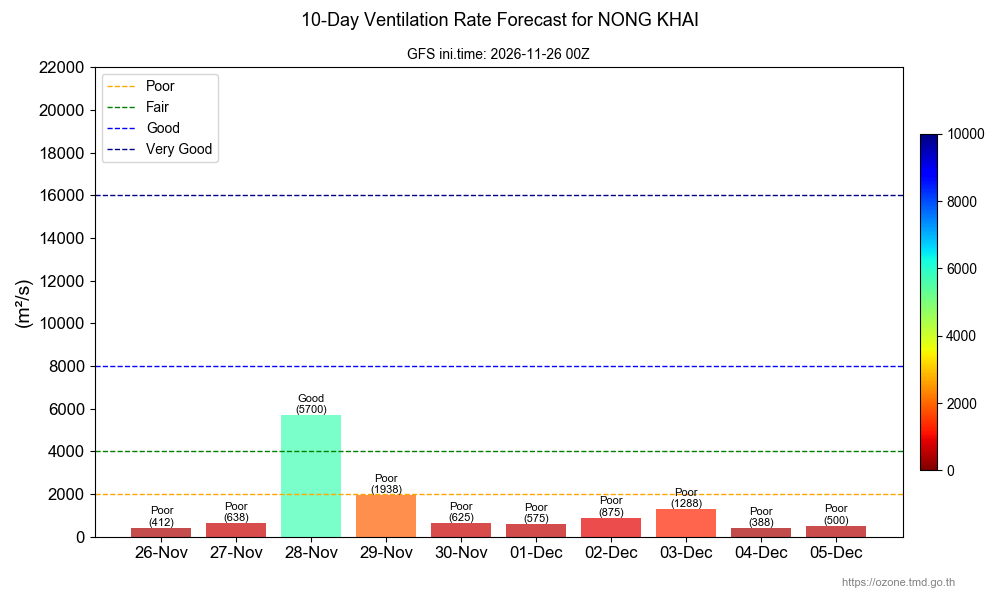 10-Day Ventilation Rate Forecast for NONG KHAI
GFS ini.time: 2026-11-26 00Z
(m²/s)
22000
20000
18000
16000
14000
12000
10000
8000
6000
4000
2000
0
Poor
Fair
Good
Very Good
Poor
(412)
Poor
(638)
Good
(5700)
Poor
(1938)
Poor
(625)
Poor
(575)
Poor
(875)
Poor
(1288)
Poor
(388)
Poor
(500)
26-Nov
27-Nov
28-Nov
29-Nov
30-Nov
01-Dec
02-Dec
03-Dec
04-Dec
05-Dec
10000
8000
6000
4000
2000
0
https://ozone.tmd.go.th